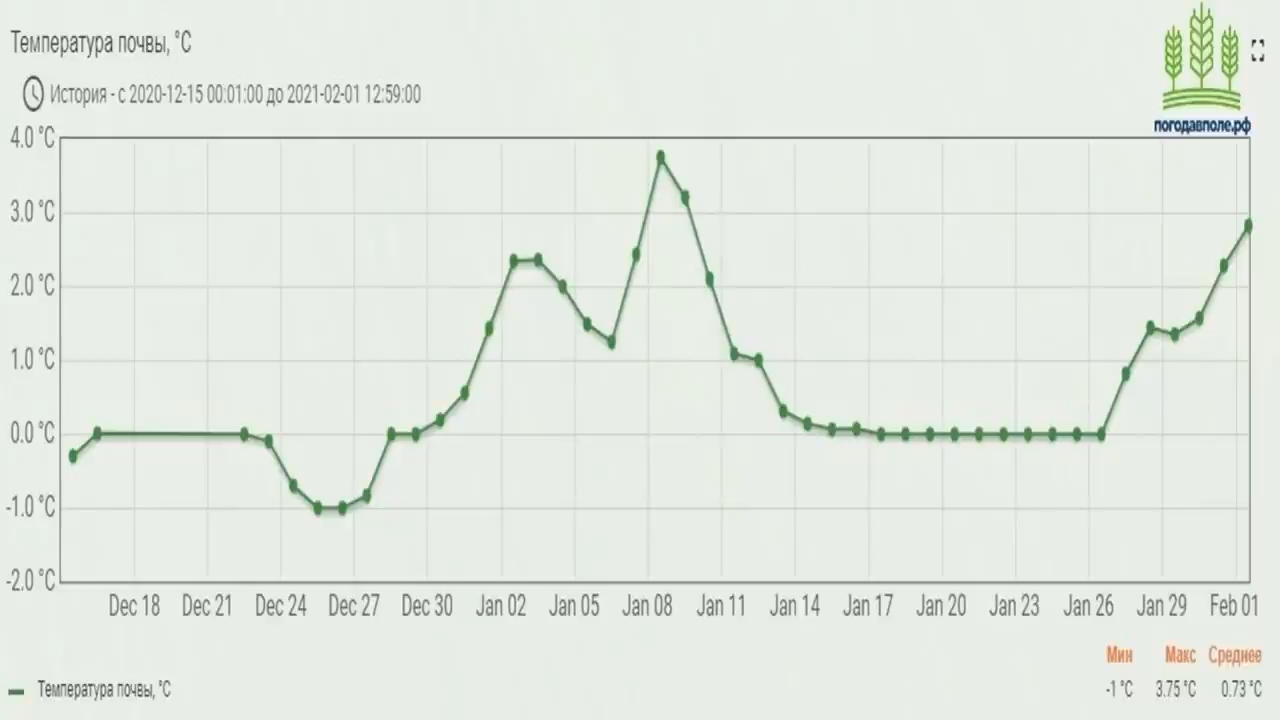 Температура почвы, °C
История - с 2020-12-15 00:01:00 до 2021-02-01 12:59:00
погодавполе.рф
4.0 °C
3.0 °C
2.0 °C
1.0 °C
0.0 °C
-1.0 °C
-2.0 °C
Dec 18 Dec 21 Dec 24 Dec 27 Dec 30 Jan 02 Jan 05 Jan 08 Jan 11 Jan 14 Jan 17 Jan 20 Jan 23 Jan 26 Jan 29 Feb 01
Мин Макс Среднее
Температура почвы, °C -1 °C 3.75 °C 0.73 °C